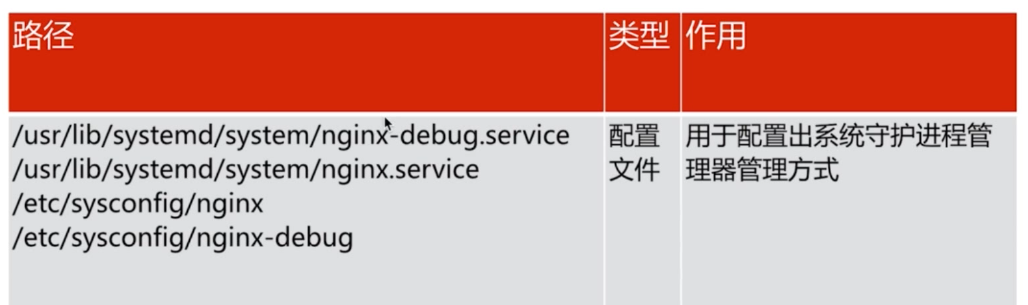 路径 类型 作用
/usr/lib/systemd/system/nginx-debug.service 配置 用于配置出系统守护进程管
/usr/lib/systemd/system/nginx.service 文件 理器管理方式
/etc/sysconfig/nginx
/etc/sysconfig/nginx-debug